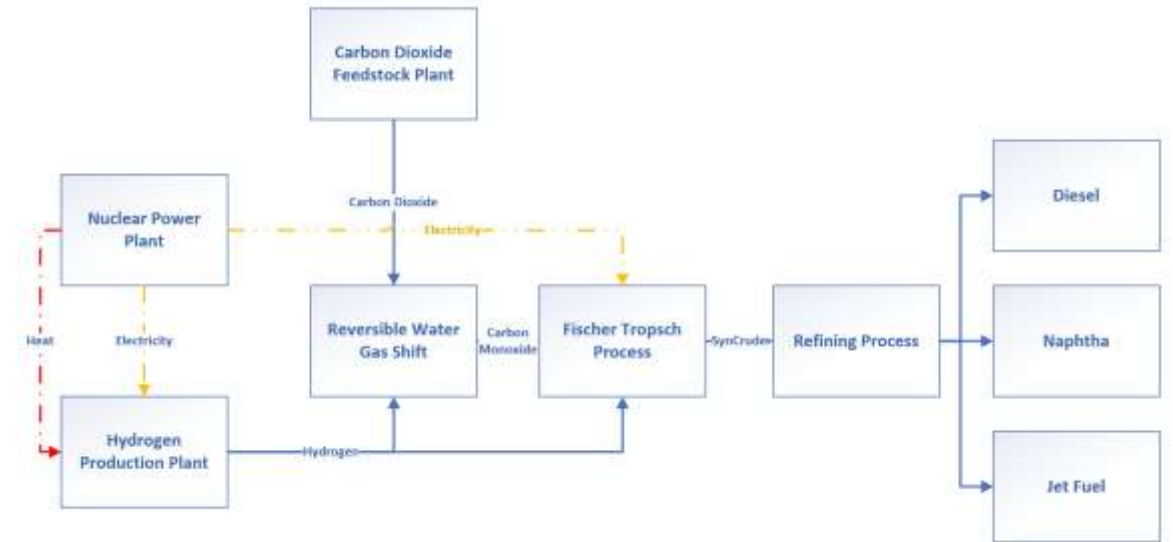 Carbon Dioxide
Feedstock Plant
Carbon Dioxide
Nuclear Power
Plant
Electricity
Heat
Electricity
Reversible Water
Gas Shift
Carbon
Monoxide
Fischer Tropsch
Process
SynCrude
Refining Process
Diesel
Naphtha
Jet Fuel
Hydrogen
Production Plant
Hydrogen